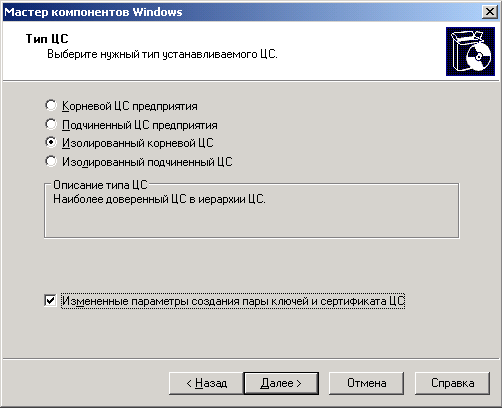 Мастер компонентов Windows
Тип ЦС
Выберите нужный тип устанавливаемого ЦС.
Корневой ЦС предприятия
Подчиненный ЦС предприятия
Изолированный корневой ЦС
Изолированный подчиненный ЦС
Описание типа ЦС
Наиболее доверенный ЦС в иерархии ЦС.
Измененные параметры создания пары ключей и сертификата ЦС
< Назад Далее > Отмена Справка